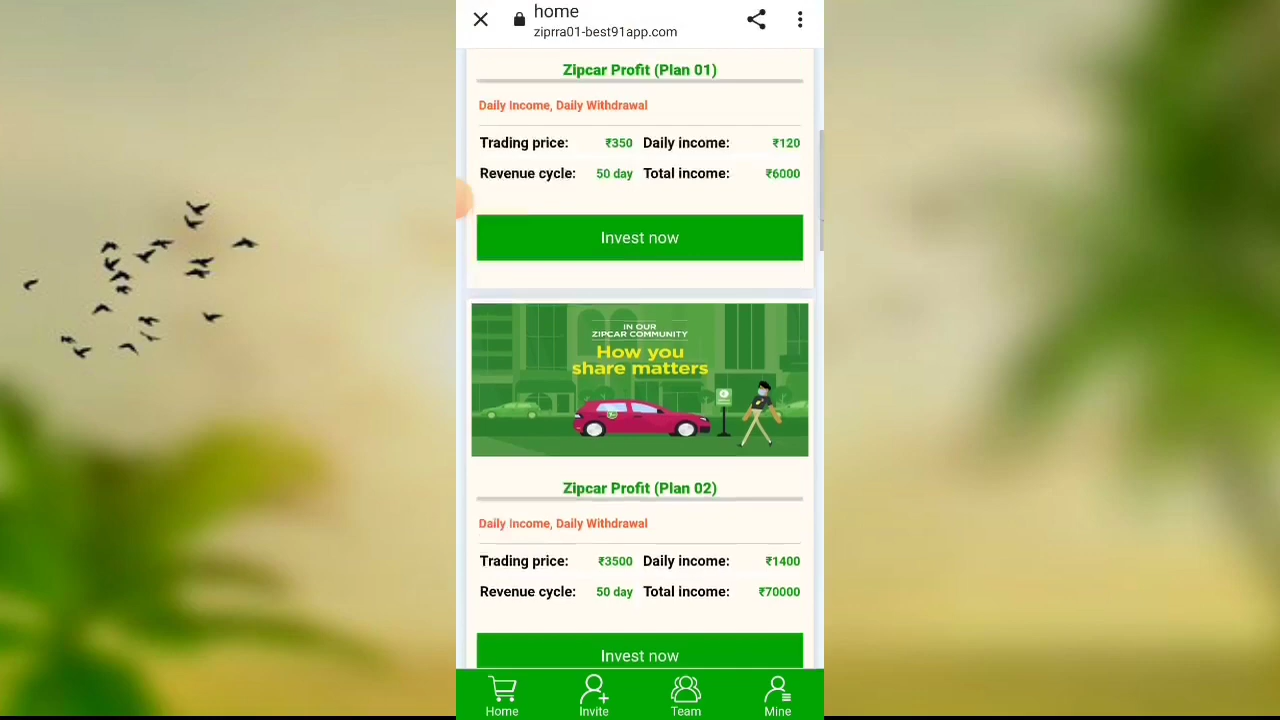 home
ziprra01-best91app.com
Zipcar Profit (Plan 01)
Daily Income, Daily Withdrawal
Trading price: ₹350 Daily income: ₹120
Revenue cycle: 50 day Total income: ₹6000
Invest now
IN OUR
ZIPCAR COMMUNITY
How you
share matters
Zipcar Profit (Plan 02)
Daily Income, Daily Withdrawal
Trading price: ₹3500 Daily income: ₹1400
Revenue cycle: 50 day Total income: ₹70000
Invest now
Home Invite Team Mine